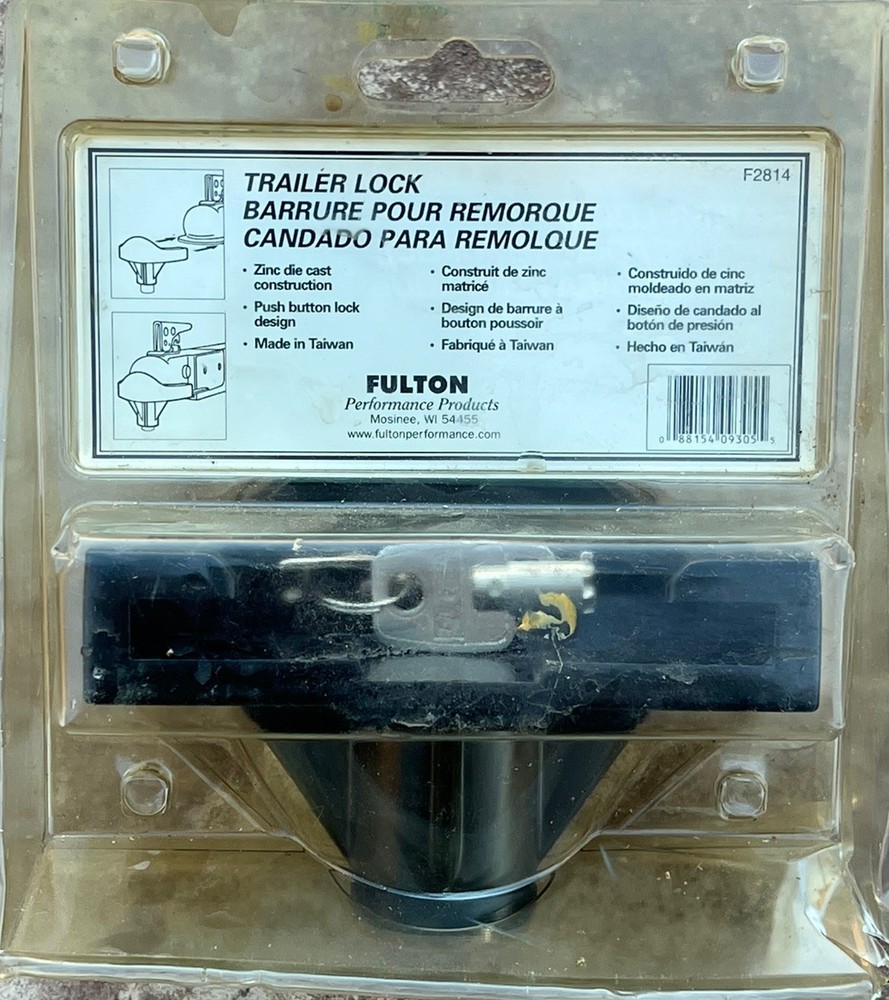 F2814
TRAILER LOCK
BARRURE POUR REMORQUE
CANDADO PARA REMOLQUE
• Zinc die cast
construction
• Push button lock
design
• Made in Taiwan
• Construit de zinc
matricé
• Design de barrure à
bouton poussoir
• Fabriqué à Taiwan
• Construido de cinc
moldeado en matriz
• Diseño de candado al
botón de presión
• Hecho en Taiwán
FULTON
Performance Products
Mosinee, WI 54455
www.fultonperformance.com
0 88154 09305 5